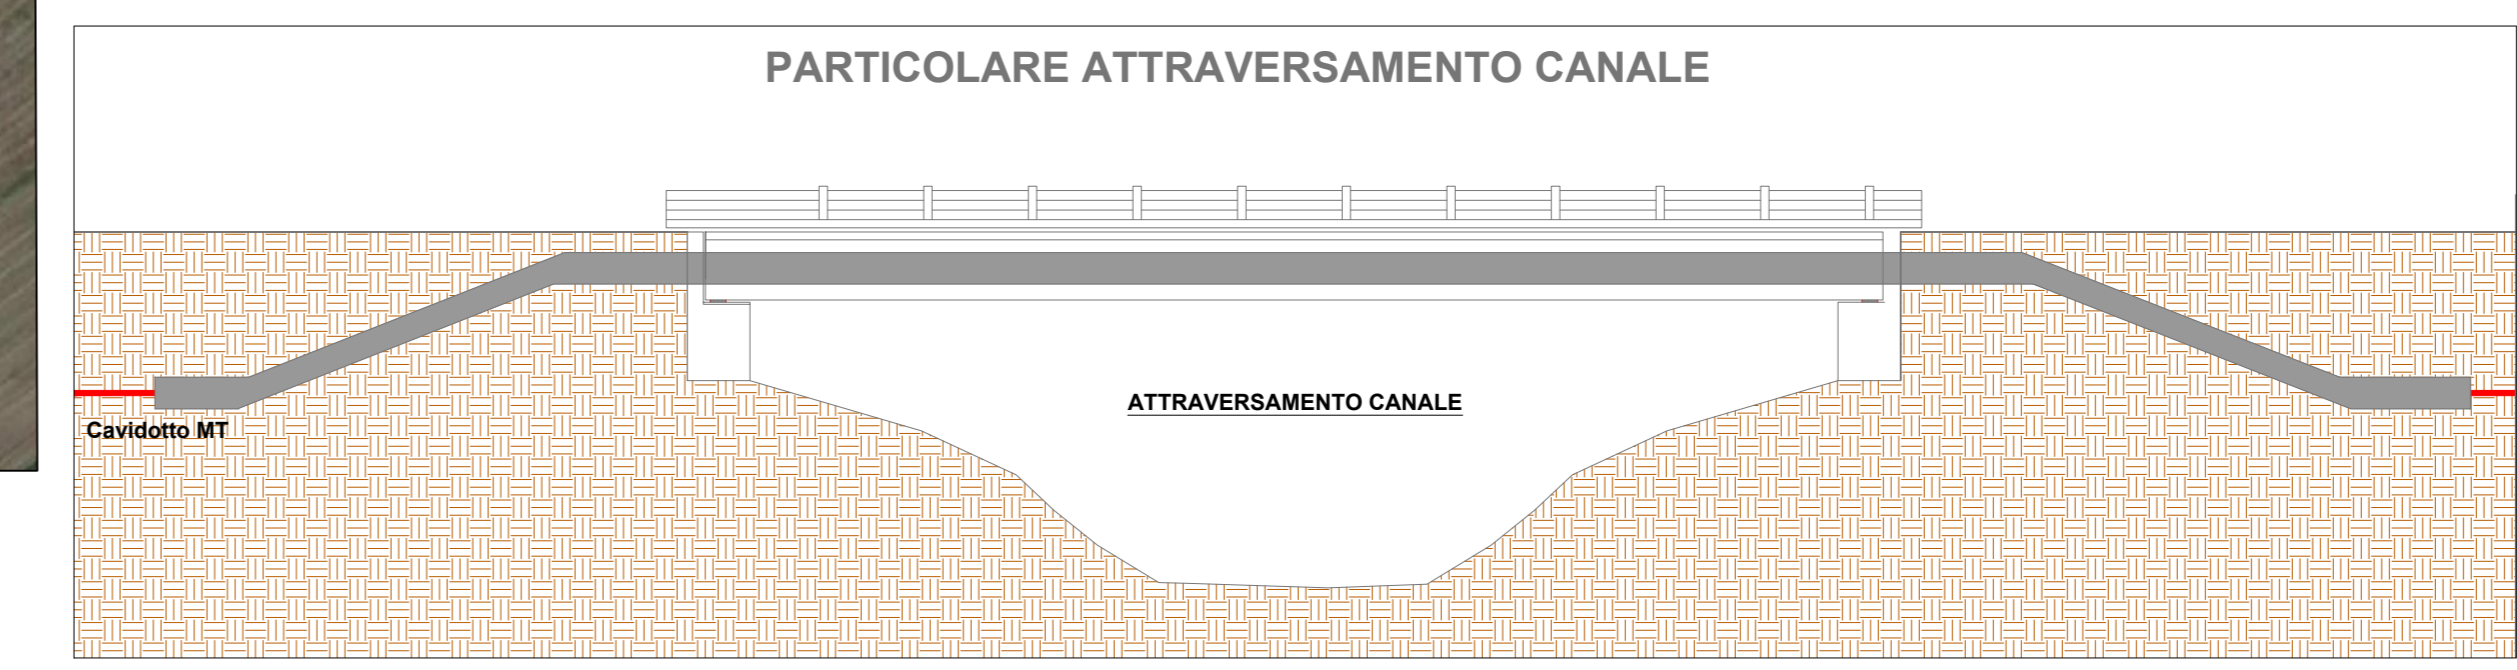 PARTICOLARE ATTRAVERSAMENTO CANALE
ATTRAVERSAMENTO CANALE
Cavidotto MT